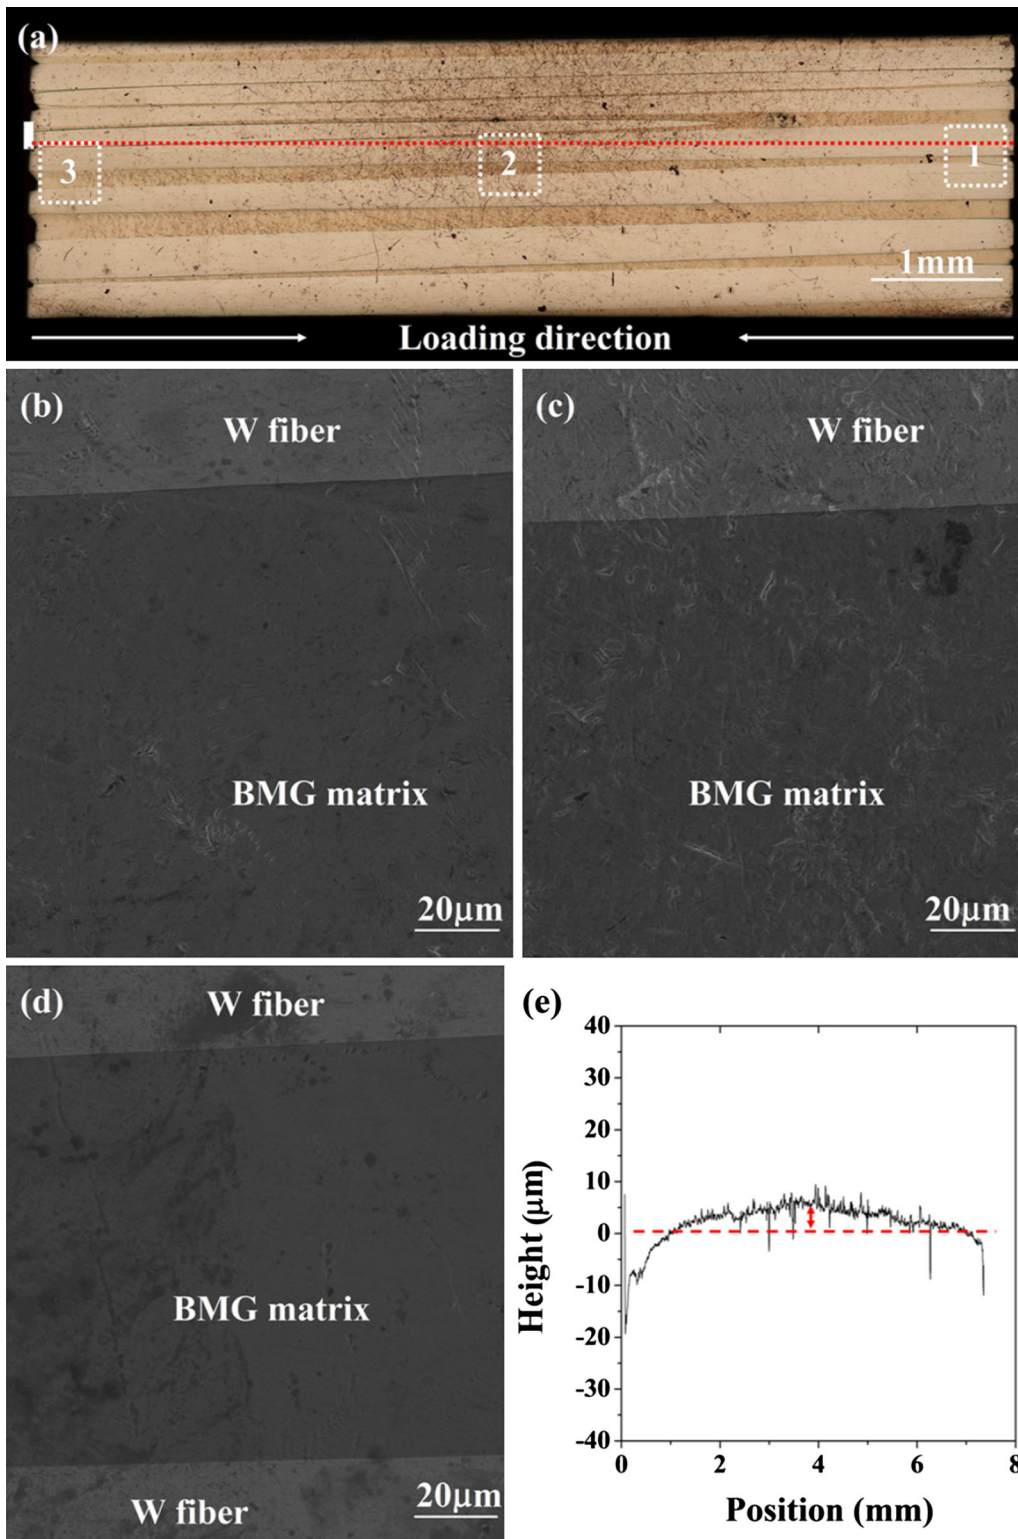 (a)
3
2
1
1mm
Loading direction
(b)
W fiber
BMG matrix
20μm
(c)
W fiber
BMG matrix
20μm
(d)
W fiber
BMG matrix
W fiber
20μm
(e)
Height (μm)
40
30
20
10
0
-10
-20
-30
-40
0 2 4 6 8
Position (mm)